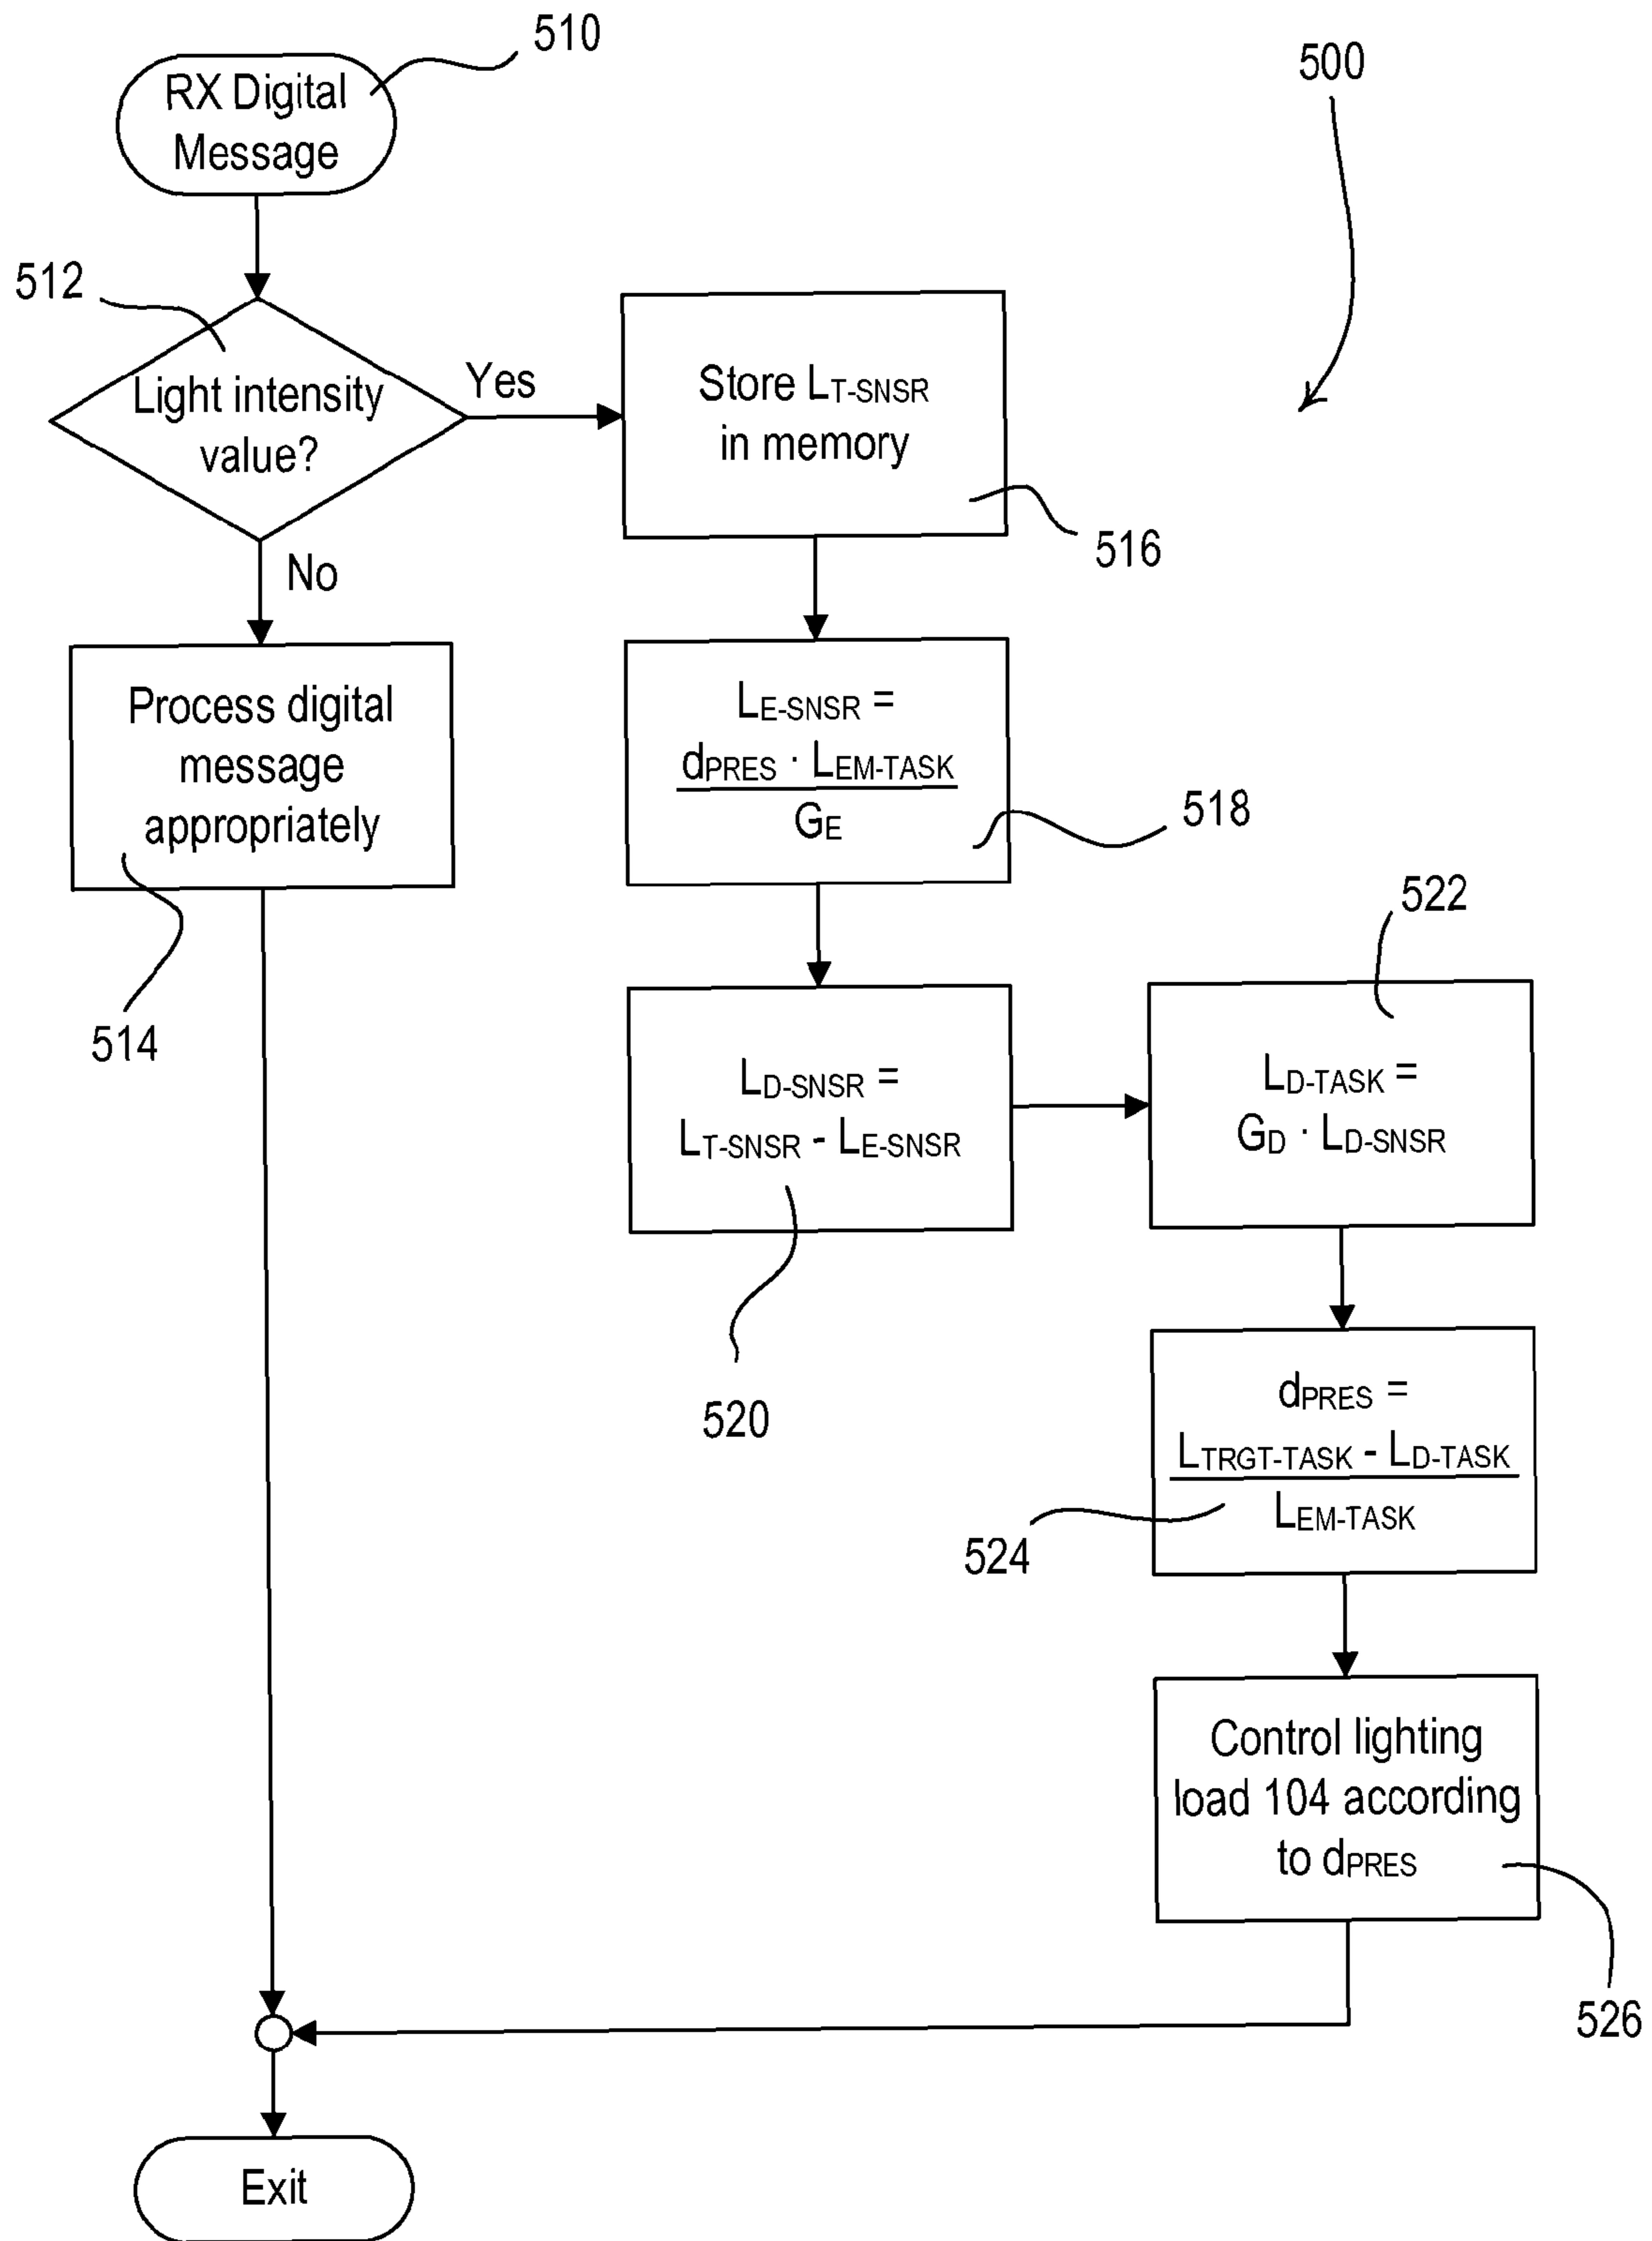 510
RX Digital
Message
500
512
Light intensity
value?
Yes
No
Store LT-SNSR
in memory
516
Process digital
message
appropriately
514
LE-SNSR =
dPRES · LEM-TASK
GE
518
LD-SNSR =
LT-SNSR - LE-SNSR
520
522
LD-TASK =
GD · LD-SNSR
dPRES =
LTRGT-TASK - LD-TASK
LEM-TASK
524
Control lighting
load 104 according
to dPRES
526
Exit